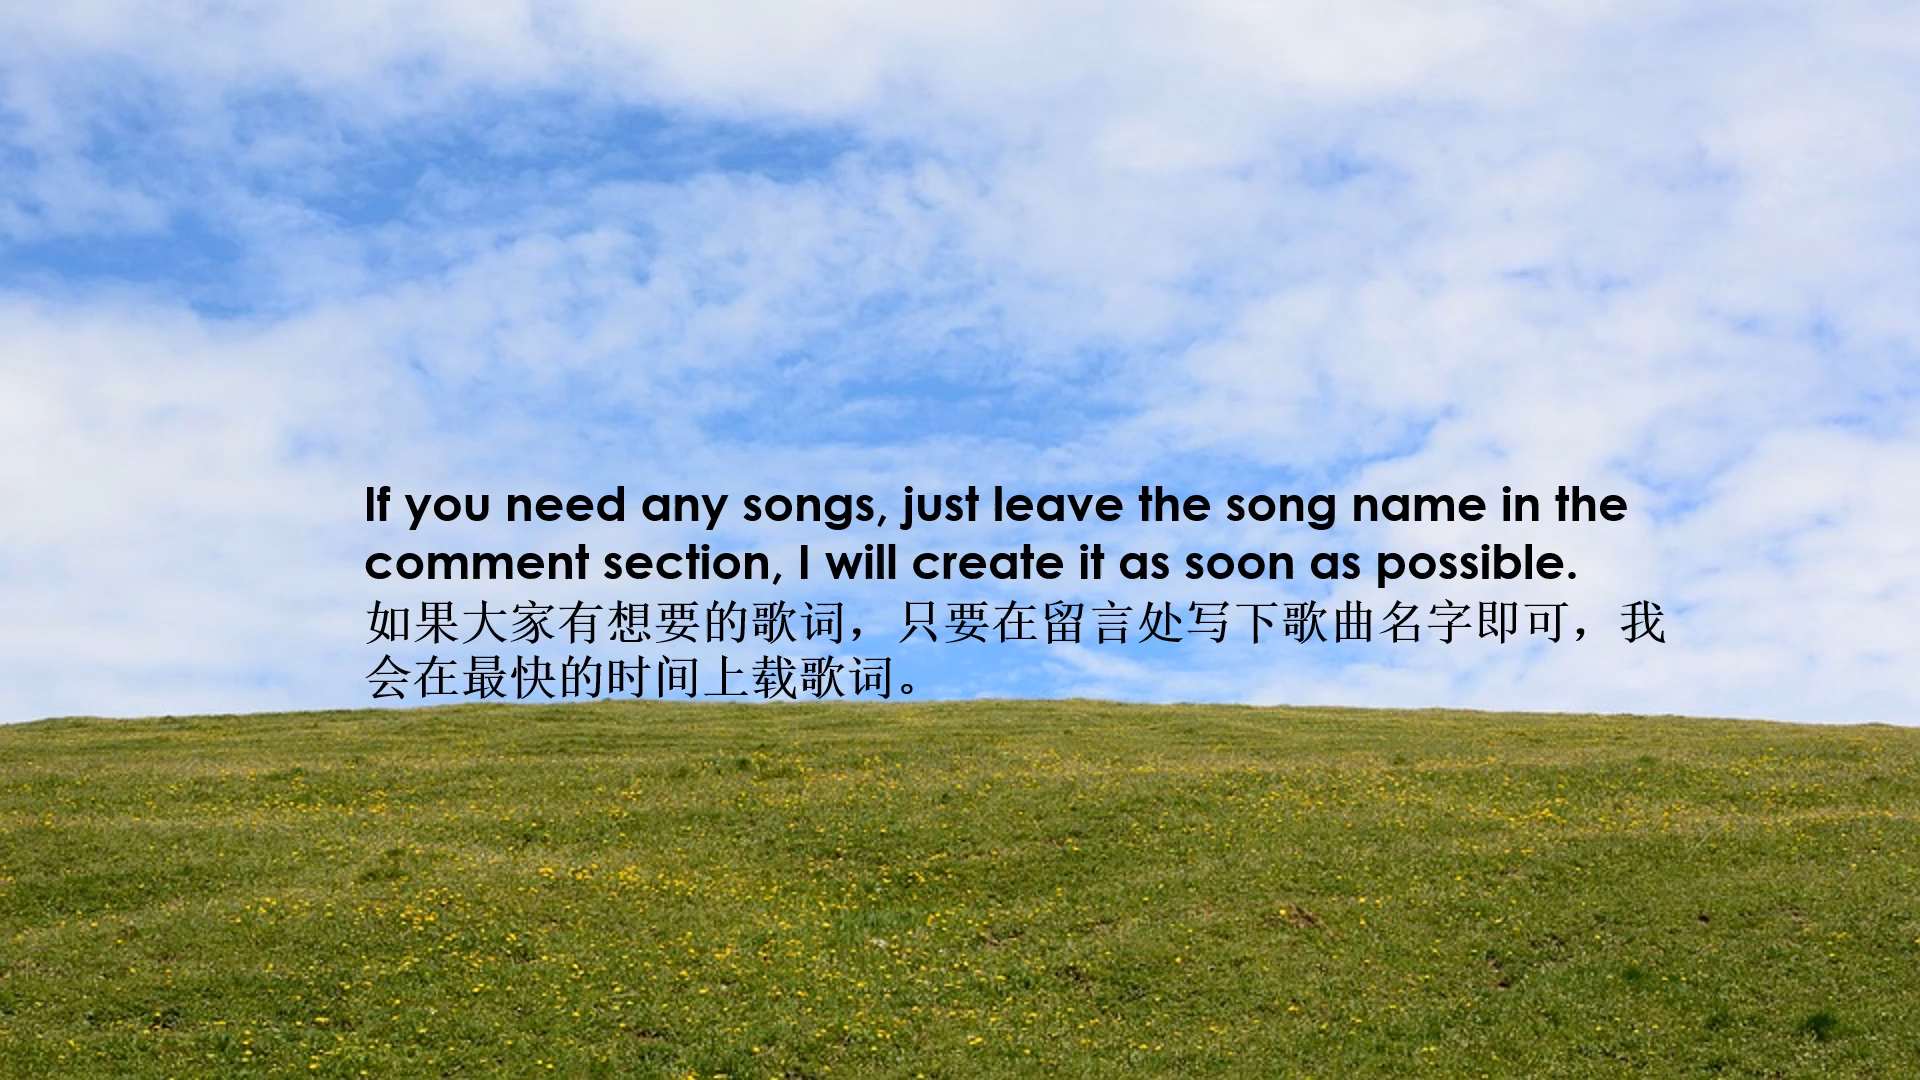 If you need any songs, just leave the song name in the
comment section, I will create it as soon as possible.
如果大家有想要的歌词，只要在留言处写下歌曲名字即可，我
会在最快的时间上载歌词。